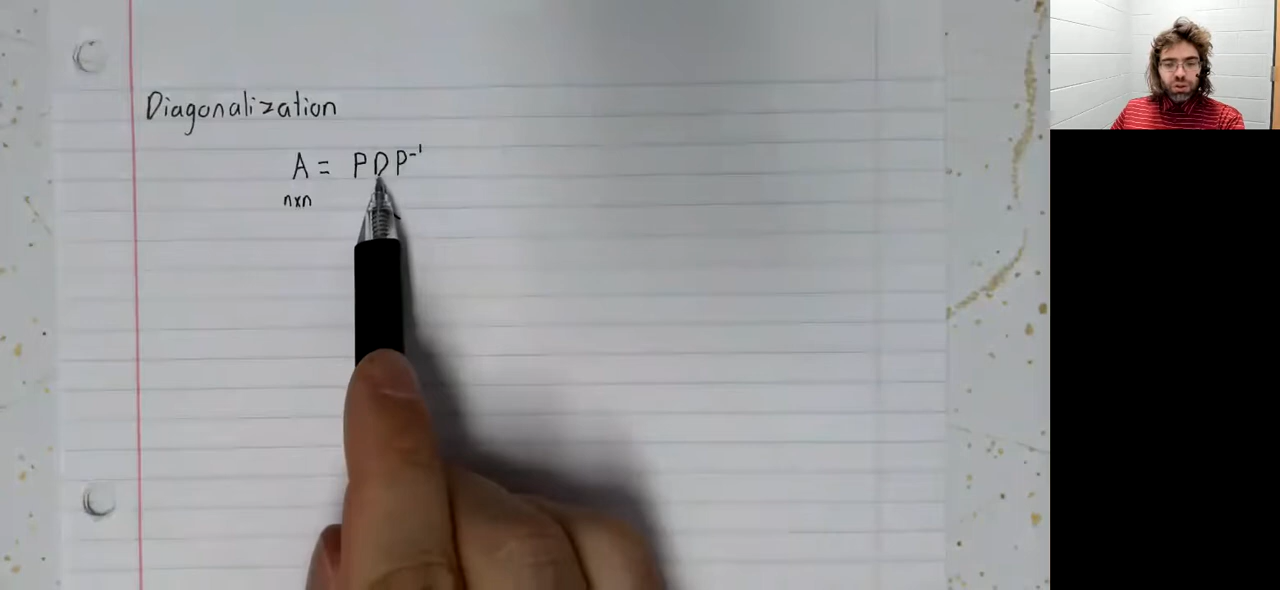 Diagonalization
A = PDP⁻¹
n×n